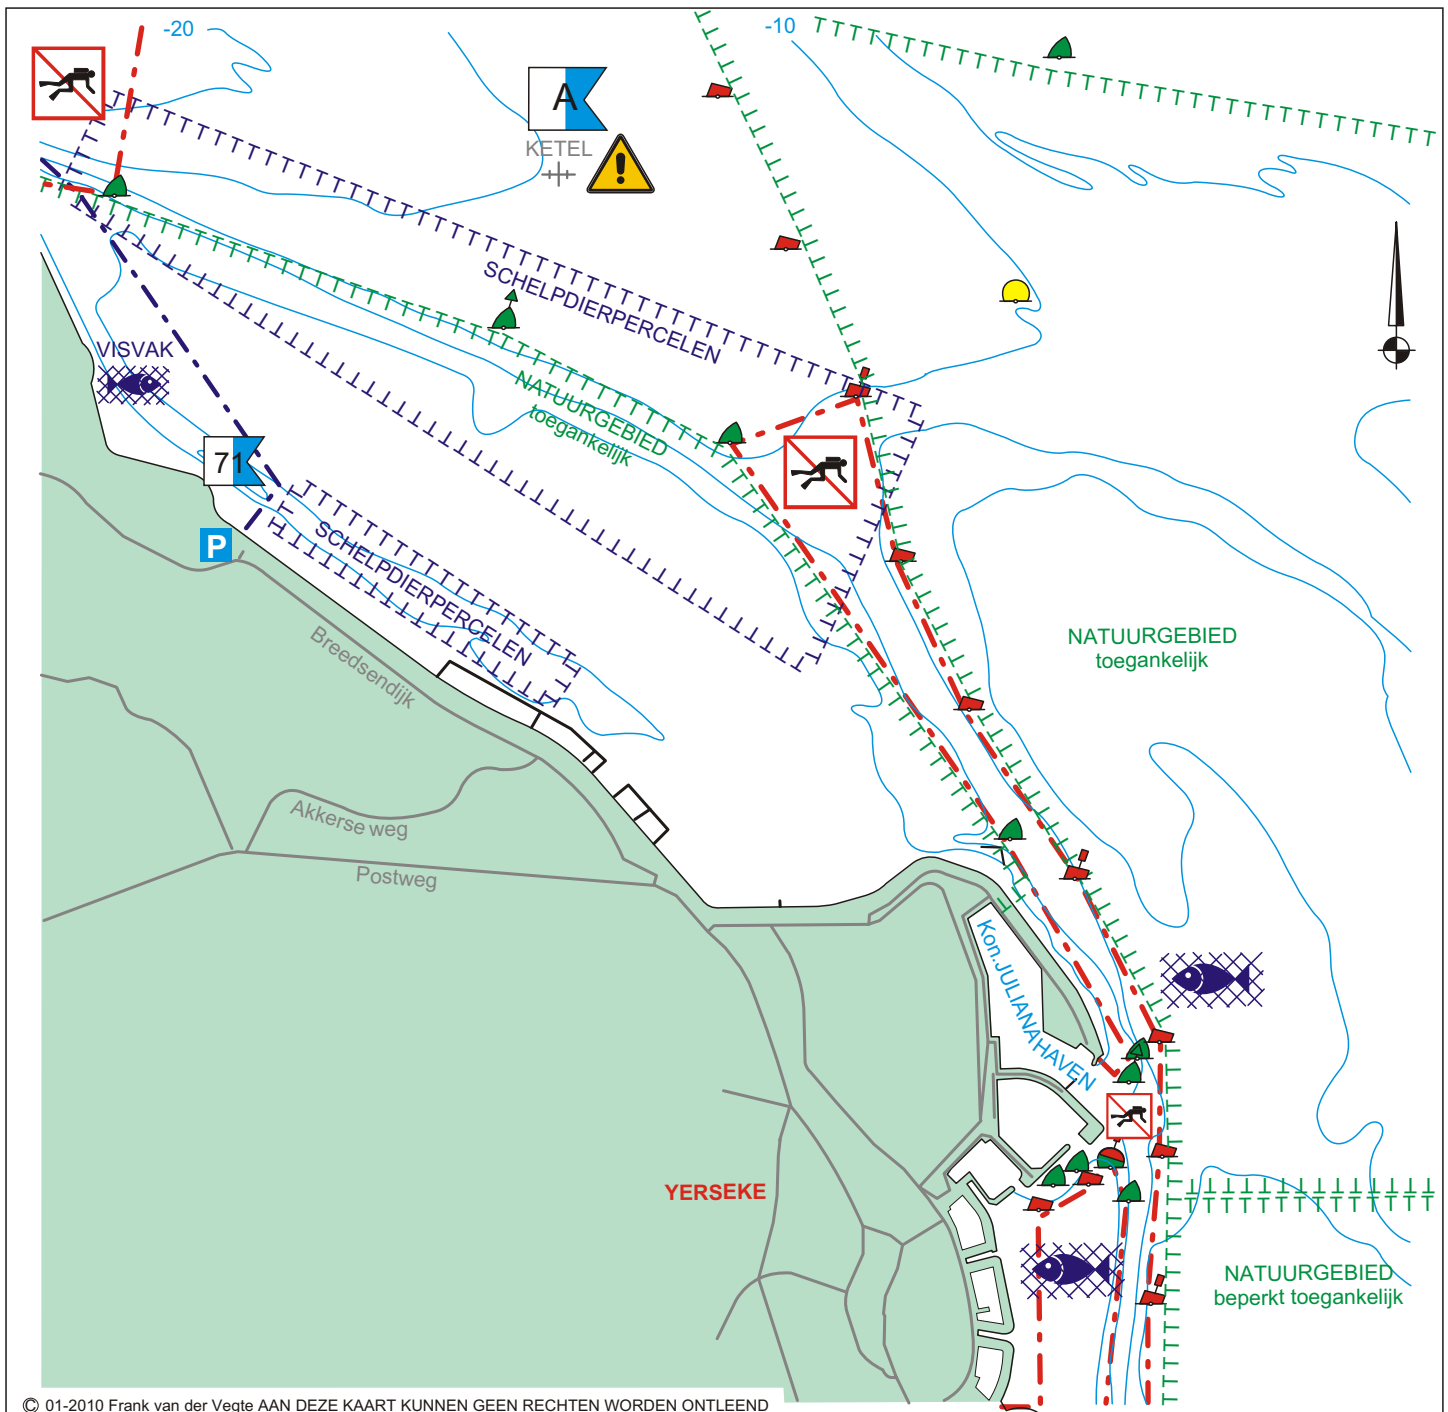 -20
-10
A
KETEL
!
SCHELPDIERPERCELEN
VISVAK
NATUURGEBIED
toegankelijk
71
P
SCHELPDIERPERCELEN
Breedsendijk
NATUURGEBIED
toegankelijk
Akkerse weg
Postweg
Kon.JULIANAHAVEN
YERSEKE
NATUURGEBIED
beperkt toegankelijk
© 01-2010 Frank van der Vegte AAN DEZE KAART KUNNEN GEEN RECHTEN WORDEN ONTLEEND